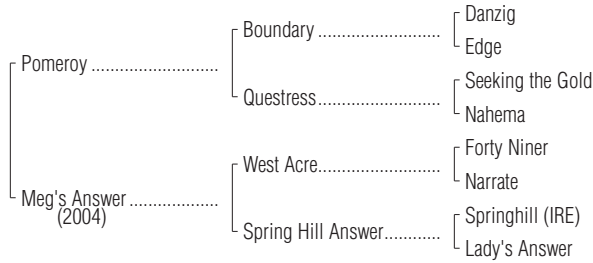 Danzig
Boundary ..............................
Edge
Pomeroy ...............................
Seeking the Gold
Questress..............................
Nahema
Forty Niner
West Acre..............................
Narrate
Meg's Answer ......................
(2004)
Springhill (IRE)
Spring Hill Answer..............
Lady's Answer